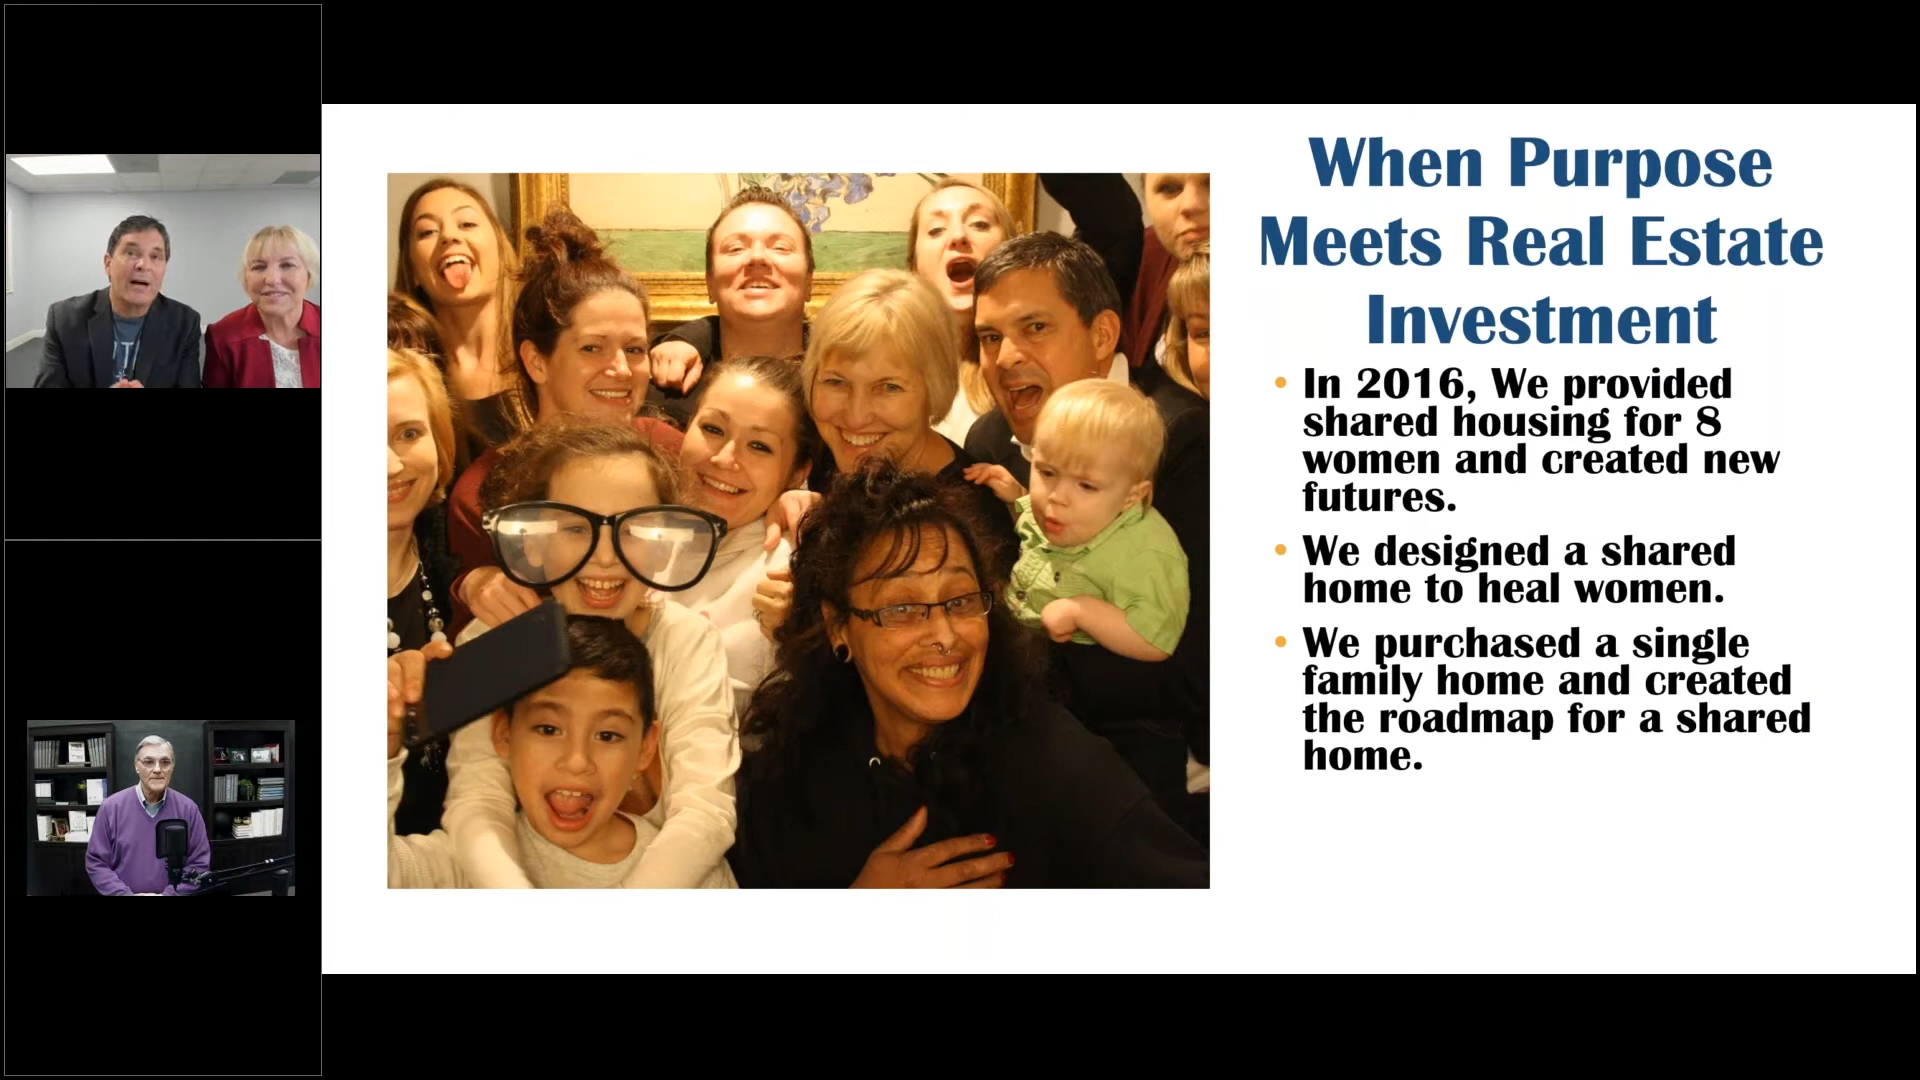 When Purpose
Meets Real Estate
Investment
• In 2016, We provided
shared housing for 8
women and created new
futures.
• We designed a shared
home to heal women.
• We purchased a single
family home and created
the roadmap for a shared
home.